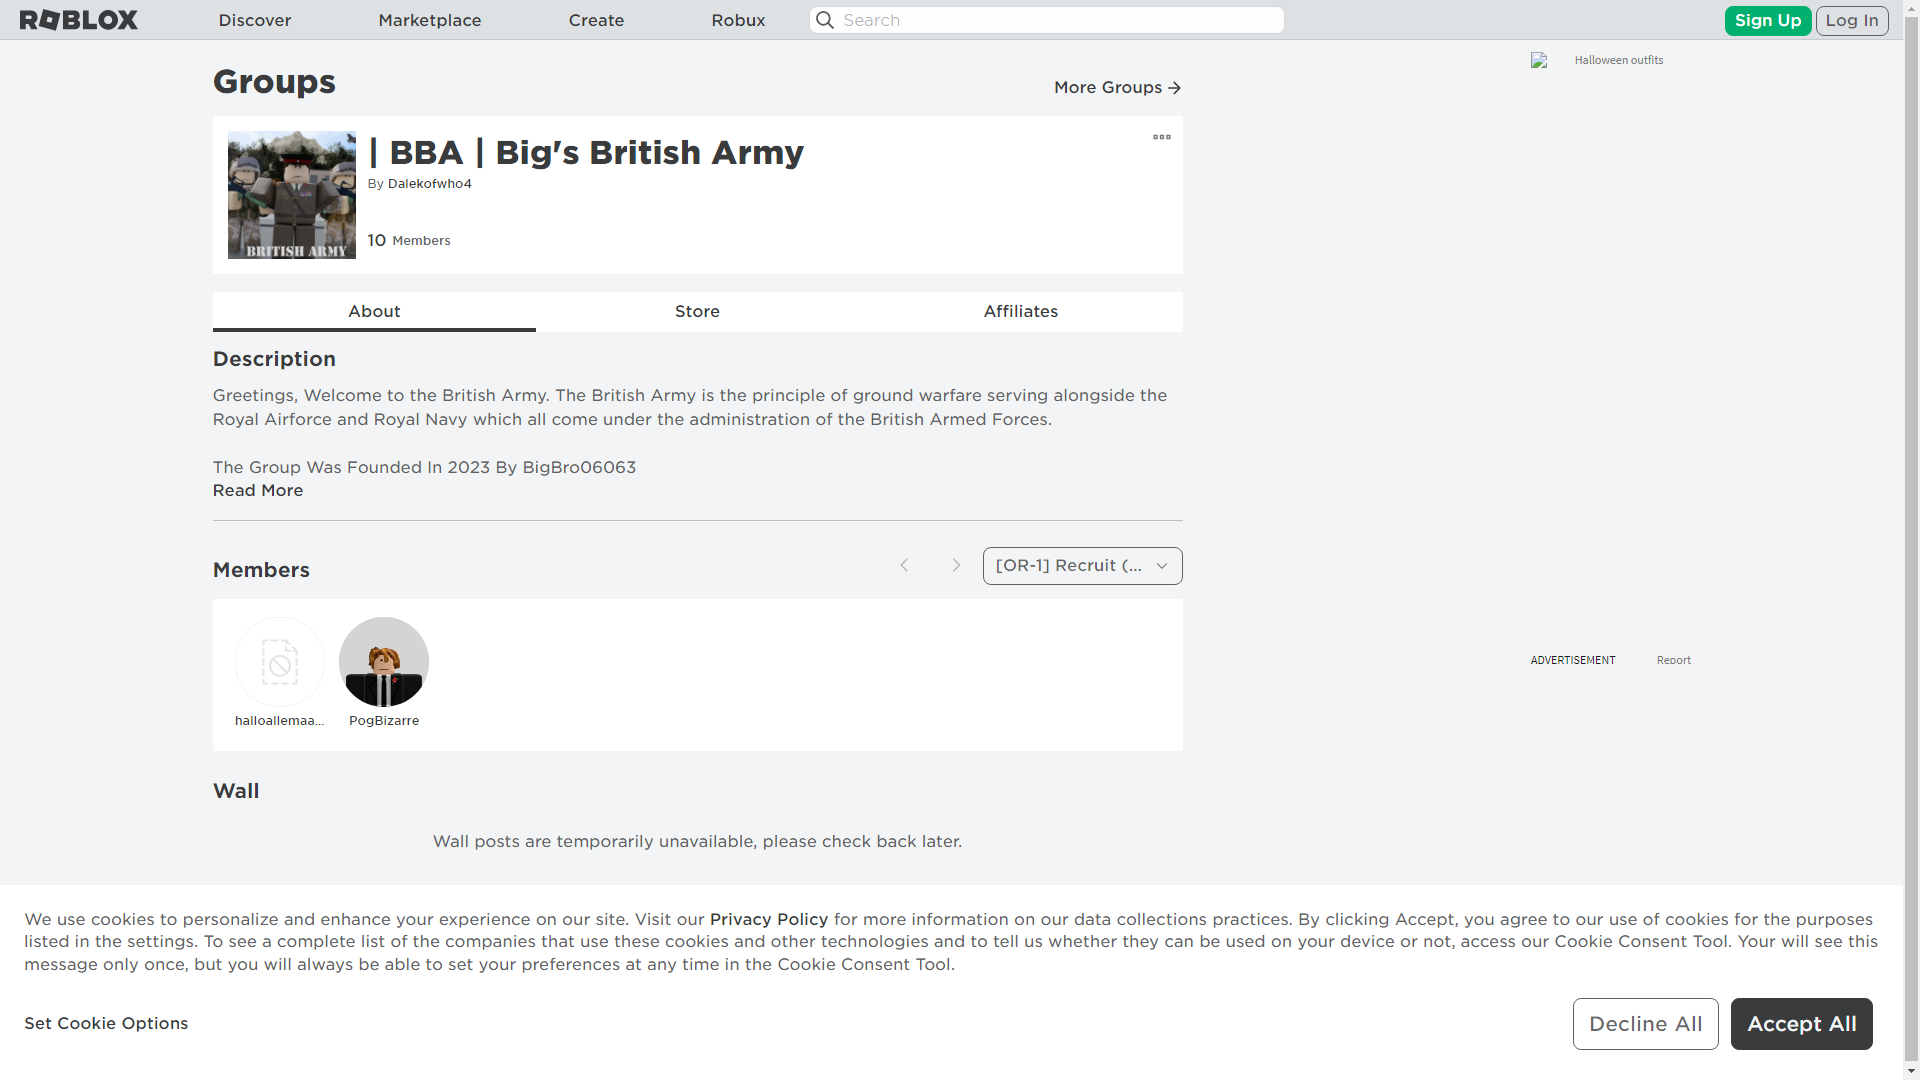 ROBLOX
Discover
Marketplace
Create
Robux
Search
Sign Up
Log In
Halloween outfits
Groups
More Groups
| BBA | Big's British Army
By Dalekofwho4
10 Members
BRITISH ARMY
About
Store
Affiliates
Description
Greetings, Welcome to the British Army. The British Army is the principle of ground warfare serving alongside the
Royal Airforce and Royal Navy which all come under the administration of the British Armed Forces.
The Group Was Founded In 2023 By BigBro06063
Read More
Members
[OR-1] Recruit (...
halloallemaa...
PogBizarre
ADVERTISEMENT
Report
Wall
Wall posts are temporarily unavailable, please check back later.
We use cookies to personalize and enhance your experience on our site. Visit our Privacy Policy for more information on our data collections practices. By clicking Accept, you agree to our use of cookies for the purposes
listed in the settings. To see a complete list of the companies that use these cookies and other technologies and to tell us whether they can be used on your device or not, access our Cookie Consent Tool. Your will see this
message only once, but you will always be able to set your preferences at any time in the Cookie Consent Tool.
Set Cookie Options
Decline All
Accept All